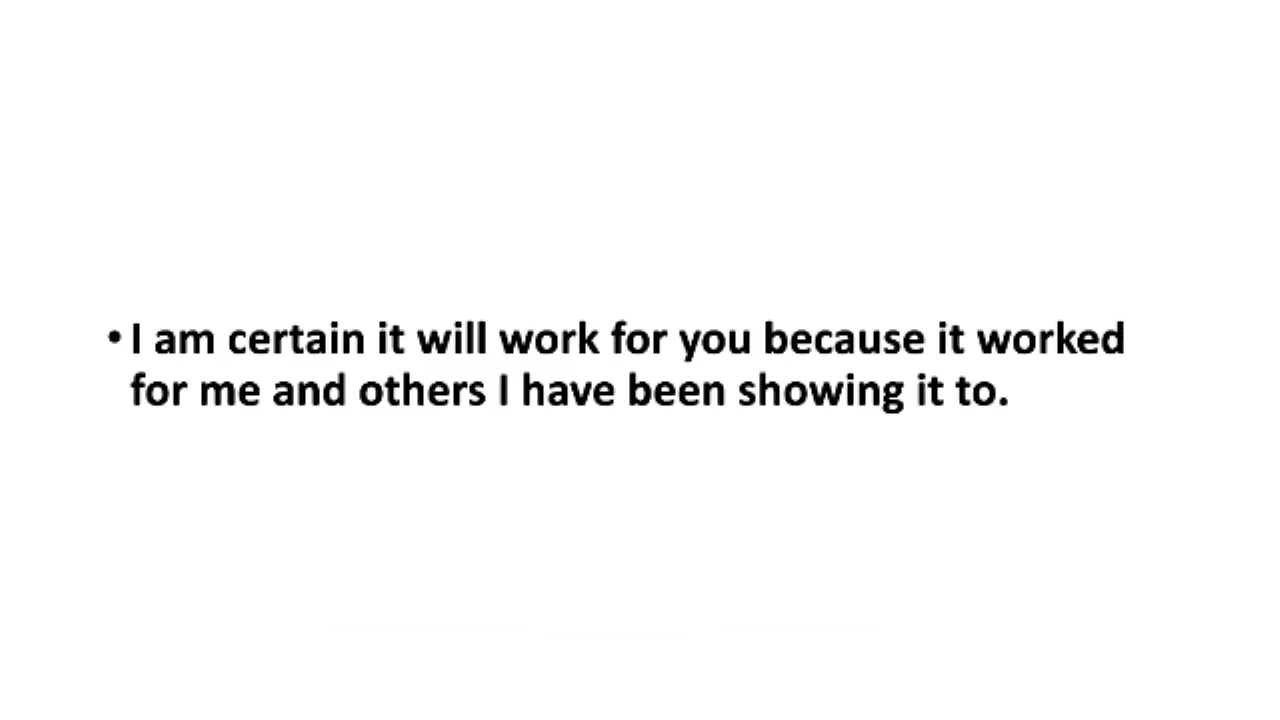 • I am certain it will work for you because it worked
for me and others I have been showing it to.